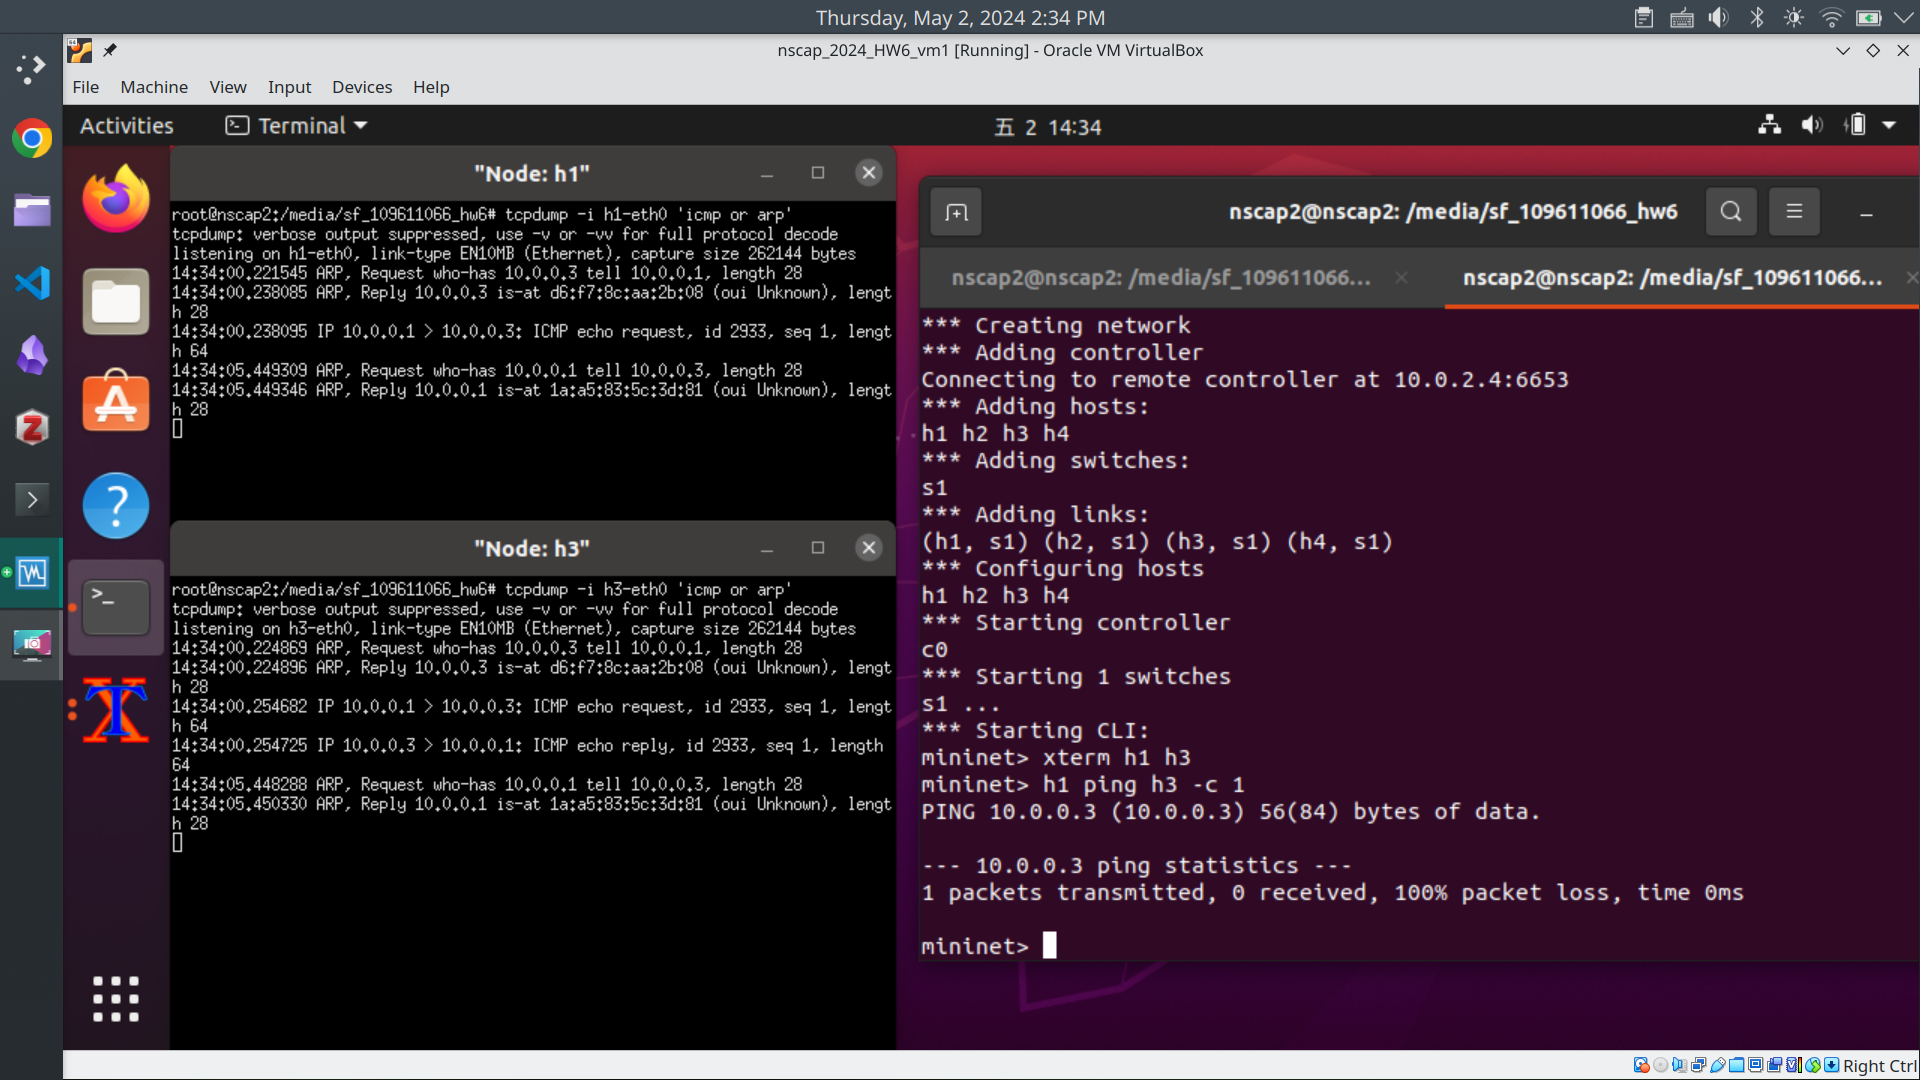 Thursday, May 2, 2024 2:34 PM
nscap_2024_HW6_vm1 [Running] - Oracle VM VirtualBox
File Machine View Input Devices Help
Activities
Terminal
五 2 14:34
"Node: h1"
root@nscap2:/media/sf_109611066_hw6# tcpdump -i h1-eth0 'icmp or arp'
tcpdump: verbose output suppressed, use -v or -vv for full protocol decode
listening on h1-eth0, link-type EN10MB (Ethernet), capture size 262144 bytes
14:34:00.221545 ARP, Request who-has 10.0.0.3 tell 10.0.0.1, length 28
14:34:00.238085 ARP, Reply 10.0.0.3 is-at d6:f7:8c:aa:2b:08 (oui Unknown), lengt
h 28
14:34:00.238095 IP 10.0.0.1 > 10.0.0.3: ICMP echo request, id 2933, seq 1, lengt
h 64
14:34:05.449309 ARP, Request who-has 10.0.0.1 tell 10.0.0.3, length 28
14:34:05.449346 ARP, Reply 10.0.0.1 is-at 1a:a5:83:5c:3d:81 (oui Unknown), lengt
h 28
"Node: h3"
root@nscap2:/media/sf_109611066_hw6# tcpdump -i h3-eth0 'icmp or arp'
tcpdump: verbose output suppressed, use -v or -vv for full protocol decode
listening on h3-eth0, link-type EN10MB (Ethernet), capture size 262144 bytes
14:34:00.224869 ARP, Request who-has 10.0.0.3 tell 10.0.0.1, length 28
14:34:00.224896 ARP, Reply 10.0.0.3 is-at d6:f7:8c:aa:2b:08 (oui Unknown), lengt
h 28
14:34:00.254682 IP 10.0.0.1 > 10.0.0.3: ICMP echo request, id 2933, seq 1, lengt
h 64
14:34:00.254725 IP 10.0.0.3 > 10.0.0.1: ICMP echo reply, id 2933, seq 1, length
64
14:34:05.448288 ARP, Request who-has 10.0.0.1 tell 10.0.0.3, length 28
14:34:05.450330 ARP, Reply 10.0.0.1 is-at 1a:a5:83:5c:3d:81 (oui Unknown), lengt
h 28
nscap2@nscap2: /media/sf_109611066_hw6
nscap2@nscap2: /media/sf_109611066...
nscap2@nscap2: /media/sf_109611066...
*** Creating network
*** Adding controller
Connecting to remote controller at 10.0.2.4:6653
*** Adding hosts:
h1 h2 h3 h4
*** Adding switches:
s1
*** Adding links:
(h1, s1) (h2, s1) (h3, s1) (h4, s1)
*** Configuring hosts
h1 h2 h3 h4
*** Starting controller
c0
*** Starting 1 switches
s1 ...
*** Starting CLI:
mininet> xterm h1 h3
mininet> h1 ping h3 -c 1
PING 10.0.0.3 (10.0.0.3) 56(84) bytes of data.
--- 10.0.0.3 ping statistics ---
1 packets transmitted, 0 received, 100% packet loss, time 0ms
mininet>
Right Ctrl